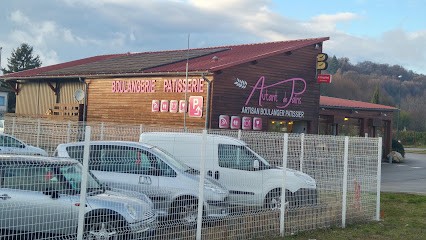 BOULANGERIE PATISSERIE
ARTISAN BOULANGER PATISSIER